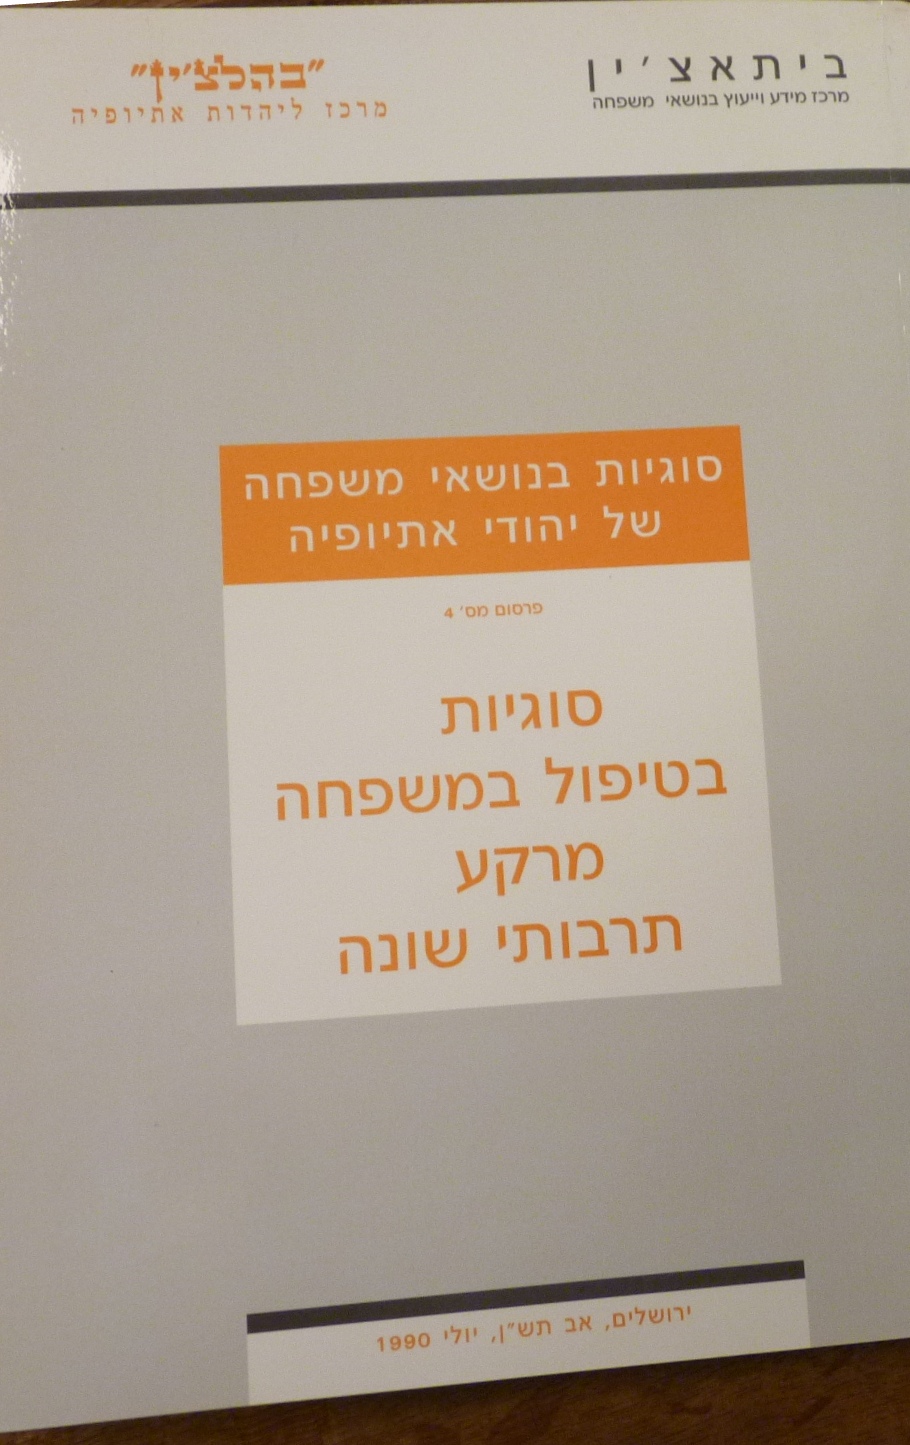 ביתאצ'ין
מרכז מידע וייעוץ בנושאי משפחה
"בהלצ'ין"
מרכז ליהדות אתיופיה
סוגיות בנושאי משפחה
של יהודי אתיופיה
פרסום מס' 4
סוגיות
בטיפול במשפחה
מרקע
תרבותי שונה
ירושלים, אב תש"ן, יולי 1990